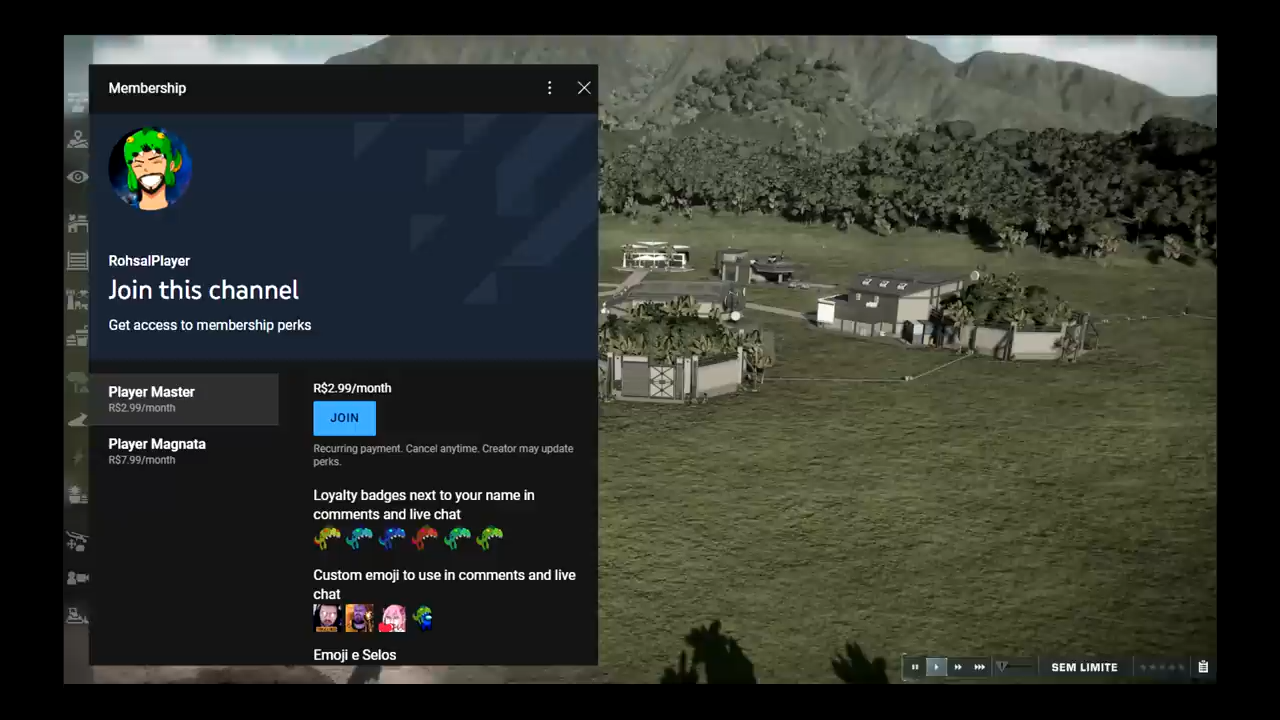 Membership
RohsalPlayer
Join this channel
Get access to membership perks
Player Master
R$2.99/month
Player Magnata
R$7.99/month
R$2.99/month
JOIN
Recurring payment. Cancel anytime. Creator may update
perks.
Loyalty badges next to your name in
comments and live chat
Custom emoji to use in comments and live
chat
Emoji e Selos
SEM LIMITE